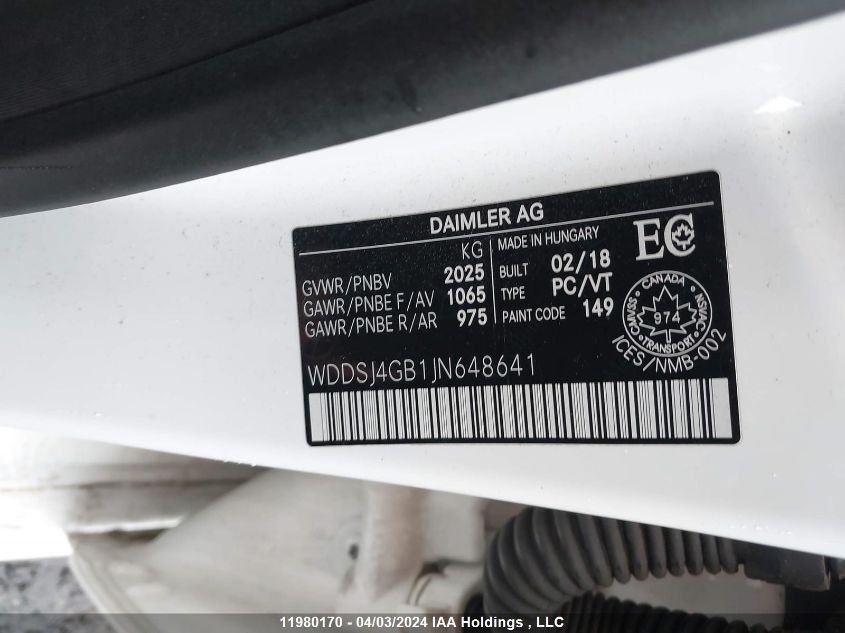 DAIMLER AG
KG
GVWR/PNBV 2025
GAWR/PNBE F/AV 1065
GAWR/PNBE R/AR 975
MADE IN HUNGARY
BUILT 02/18
TYPE PC/VT
PAINT CODE 149
EC
CANADA
SSVAC/NSVAC
974
TRANSPORT
ICES/NMB-002
WDDSJ4GB1JN648641
11980170 - 04/03/2024 IAA Holdings , LLC